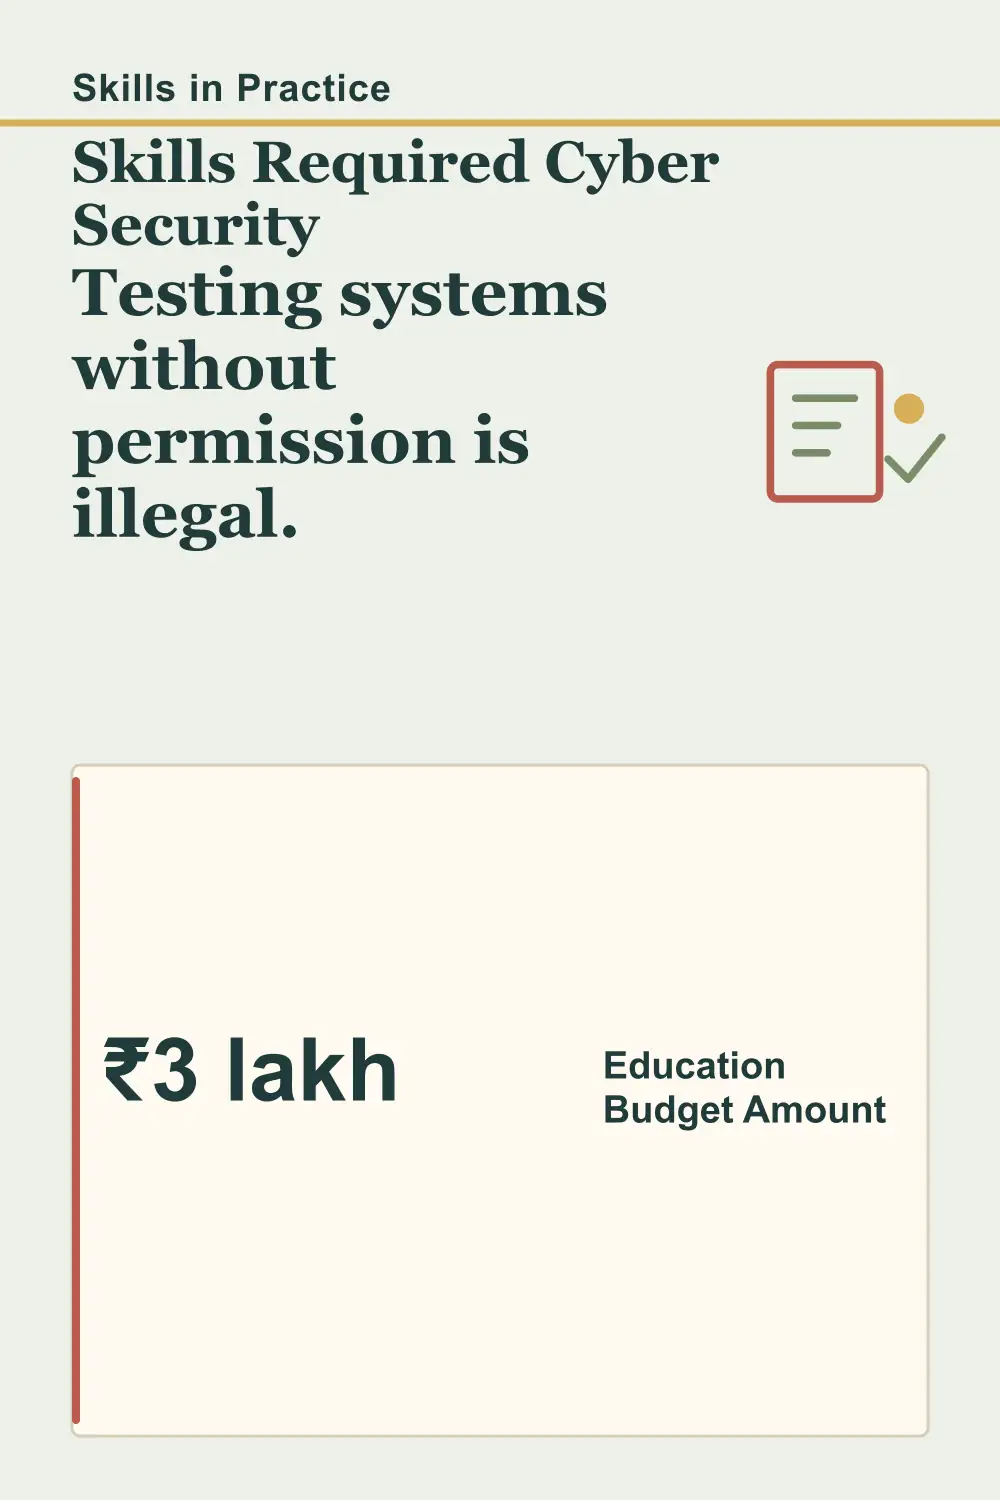 Skills in Practice
Skills Required Cyber
Security
Testing systems
without
permission is
illegal.
₹3 lakh
Education
Budget Amount